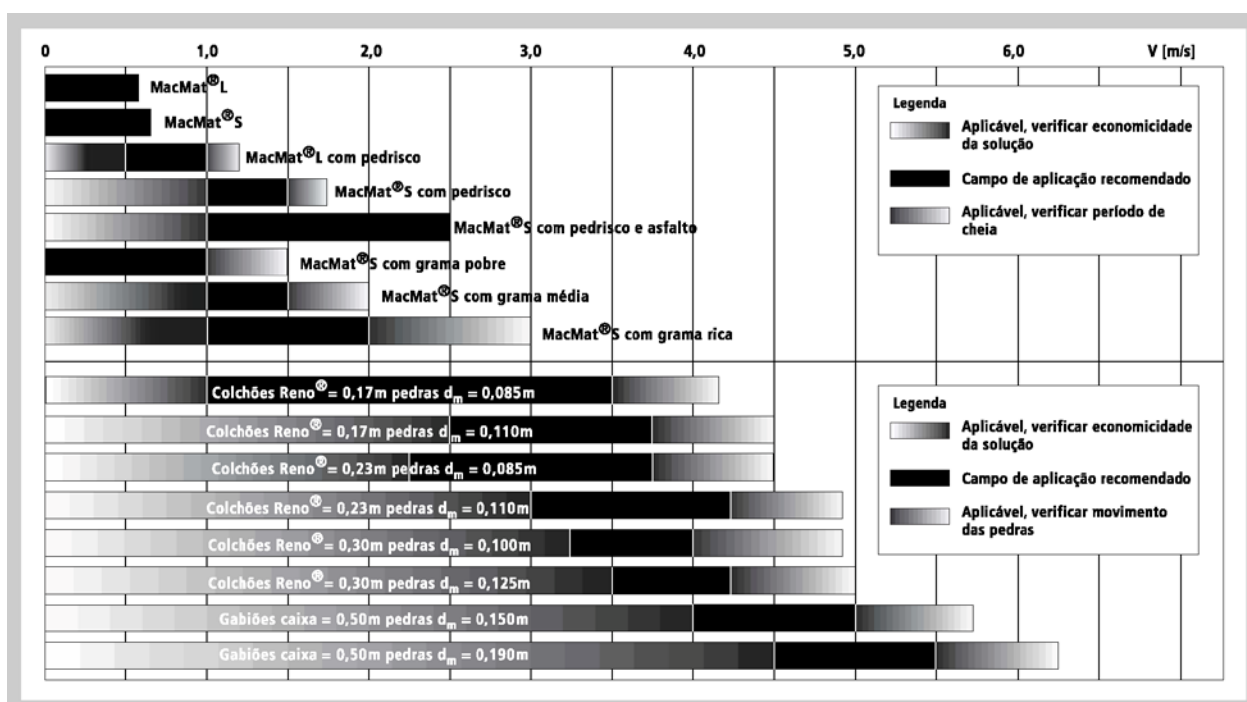 0 1,0 2,0 3,0 4,0 5,0 6,0 V [m/s]
MacMat®L
MacMat®S
MacMat®L com pedrisco
MacMat®S com pedrisco
MacMat®S com pedrisco e asfalto
MacMat®S com grama pobre
MacMat®S com grama média
MacMat®S com grama rica
Legenda
Aplicável, verificar economicidade
da solução
Campo de aplicação recomendado
Aplicável, verificar período de
cheia
Colchões Reno®= 0,17m pedras dm = 0,085m
Colchões Reno®= 0,17m pedras dm = 0,110m
Colchões Reno®= 0,23m pedras dm = 0,085m
Colchões Reno®= 0,23m pedras dm = 0,110m
Colchões Reno®= 0,30m pedras dm = 0,100m
Colchões Reno®= 0,30m pedras dm = 0,125m
Gabiões caixa = 0,50m pedras dm = 0,150m
Gabiões caixa = 0,50m pedras dm = 0,190m
Legenda
Aplicável, verificar economicidade
da solução
Campo de aplicação recomendado
Aplicável, verificar movimento
das pedras